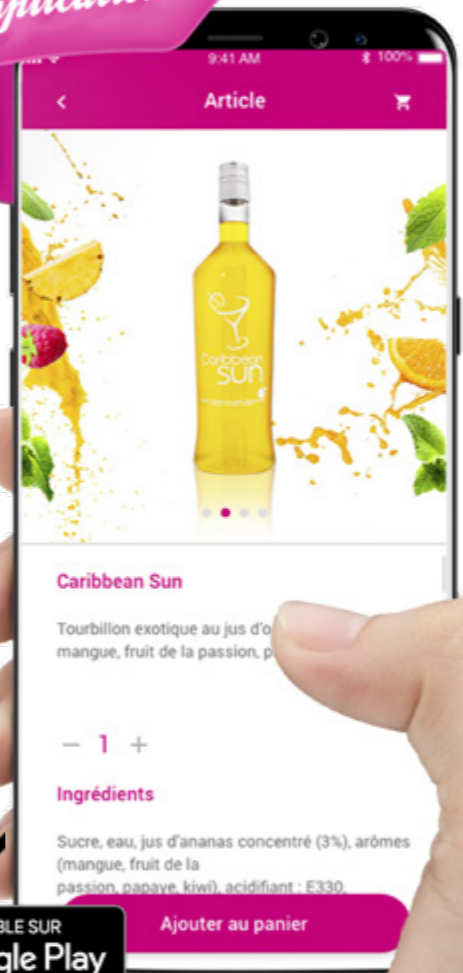 9:41 AM
100%
Article
Caribbean
sun
Caribbean Sun
Tourbillon exotique au jus d'o
mangue, fruit de la passion, p
− 1 +
Ingrédients
Sucre, eau, jus d'ananas concentré (3%), arômes
(mangue, fruit de la
passion, papaye, kiwi), acidifiant : E330,
Ajouter au panier
BLE SUR
gle Play